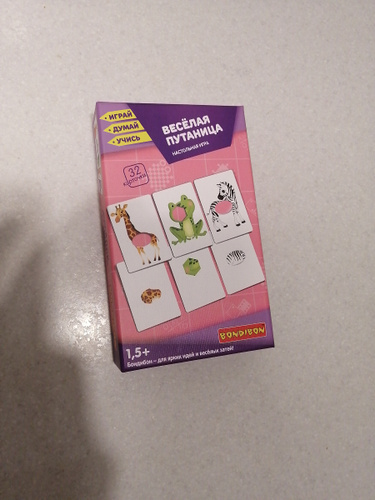 ИГРАЙ
ДУМАЙ
УЧИСЬ
ВЕСЁЛАЯ
ПУТАНИЦА
НАСТОЛЬНАЯ ИГРА
32
КАРТОЧКИ
BONDIBON
1,5+
Бондибон – для ярких идей и весёлых затей!